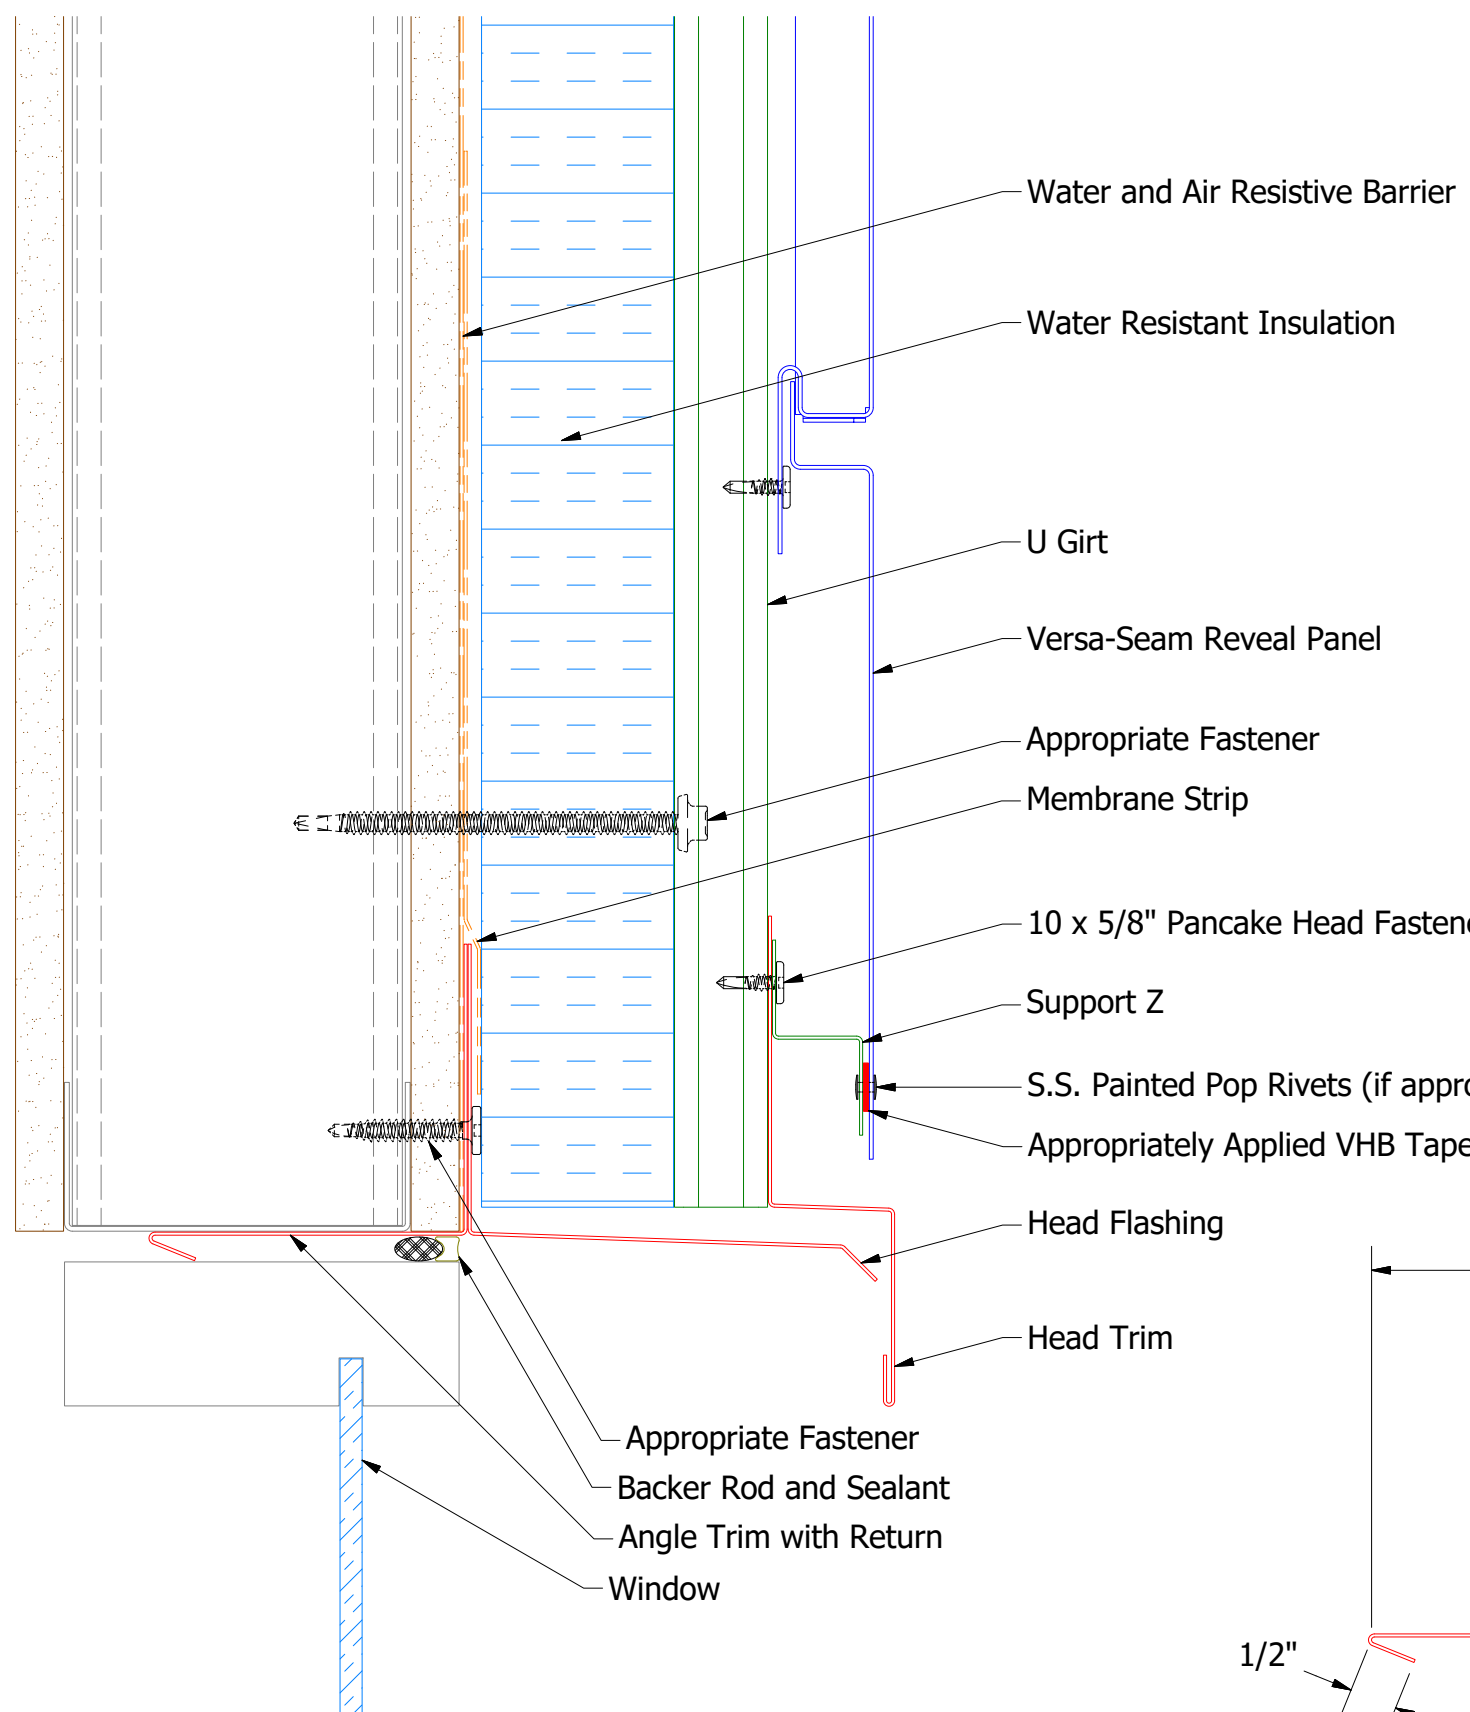 Water and Air Resistive Barrier
Water Resistant Insulation
U Girt
Versa-Seam Reveal Panel
Appropriate Fastener
Membrane Strip
10 x 5/8" Pancake Head
Support Z
S.S. Painted Pop Rivets (if
Appropriately Applied VHB Tape
Head Flashing
Head Trim
Appropriate Fastener
Backer Rod and Sealant
Angle Trim with Return
Window
1/2"